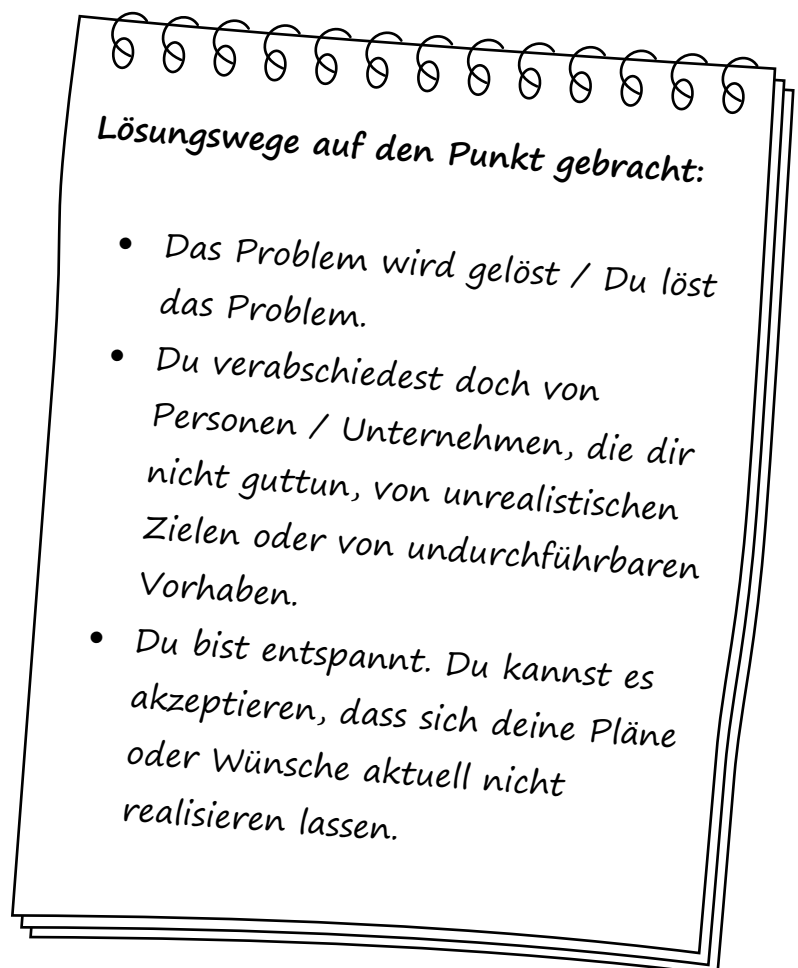 Lösungswege auf den Punkt gebracht:
• Das Problem wird gelöst / Du löst
das Problem.
• Du verabschiedest doch von
Personen / Unternehmen, die dir
nicht guttun, von unrealistischen
Zielen oder von undurchführbaren
Vorhaben.
• Du bist entspannt. Du kannst es
akzeptieren, dass sich deine Pläne
oder Wünsche aktuell nicht
realisieren lassen.